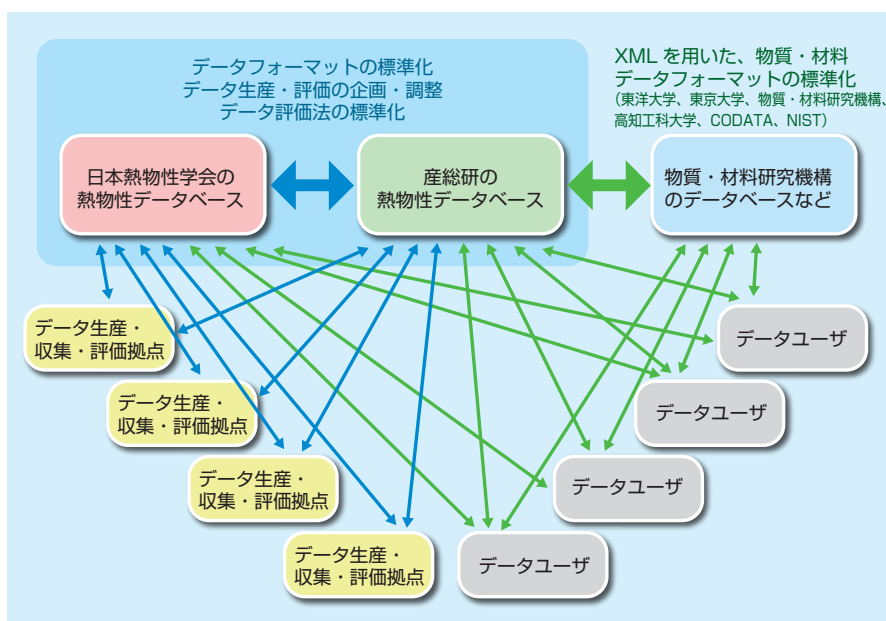 データフォーマットの標準化
データ生産・評価の企画・調整
データ評価法の標準化
XMLを用いた、物質・材料
データフォーマットの標準化
（東洋大学、東京大学、物質・材料研究機構、
高知工科大学、CODATA、NIST）
日本熱物性学会の
熱物性データベース
産総研の
熱物性データベース
物質・材料研究機構
のデータベースなど
データ生産・
収集・評価拠点
データユーザ
データ生産・
収集・評価拠点
データユーザ
データ生産・
収集・評価拠点
データユーザ
データ生産・
収集・評価拠点
データユーザ